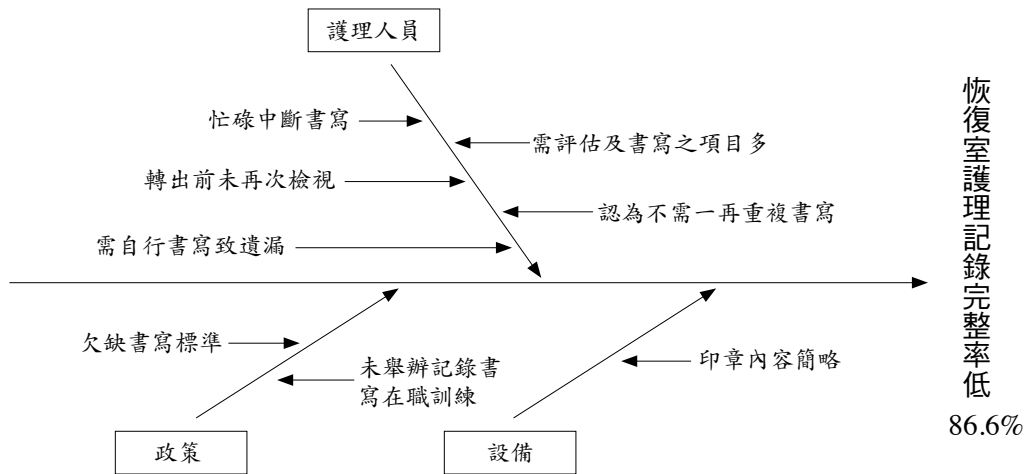 護理人員
忙碌中斷書寫
需評估及書寫之項目多
轉出前未再次檢視
認為不需一再重複書寫
需自行書寫致遺漏
恢復室護理記錄完整率低
86.6%
欠缺書寫標準
未舉辦記錄書
寫在職訓練
印章內容簡略
政策
設備